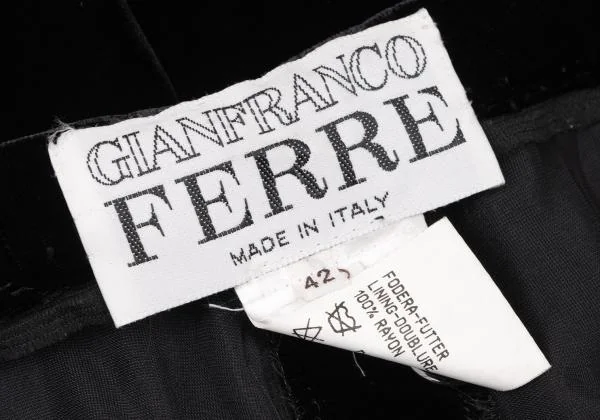 GIANFRANCO
FERRE
MADE IN ITALY
42
FODERA-FUTTER
LINING-DOUBLURE
100% RAYON